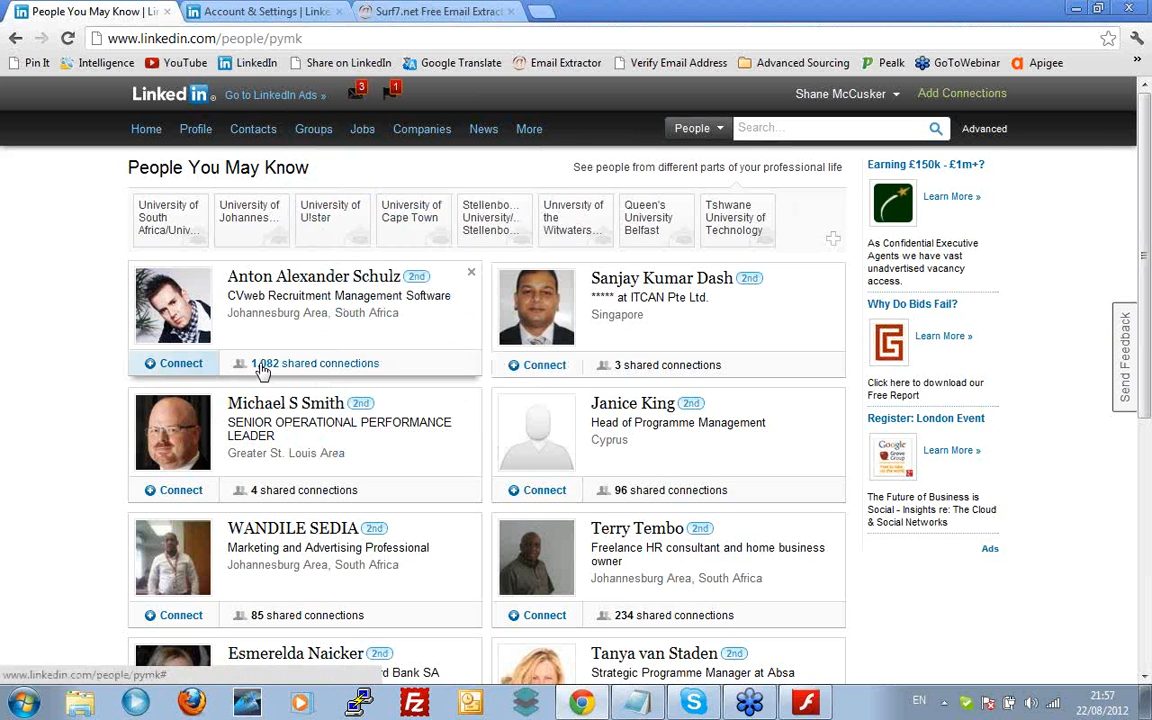 People You May Know | Li
Account & Settings | Linke
Surf7.net Free Email Extract
www.linkedin.com/people/pymk
Pin It
Intelligence
YouTube
LinkedIn
Share on LinkedIn
Google Translate
Email Extractor
Verify Email Address
Advanced Sourcing
Pealk
GoToWebinar
Apigee
»
Linked in
Go to LinkedIn Ads »
3
1
Shane McCusker
Add Connections
Home
Profile
Contacts
Groups
Jobs
Companies
News
More
People
Search...
Advanced
People You May Know
See people from different parts of your professional life
University of
South
Africa/Univ...
University of
Johannes...
University of
Ulster
University of
Cape Town
Stellenbo...
University/...
Stellenbo...
University of
the
Witwaters...
Queen's
University
Belfast
Tshwane
University of
Technology
Anton Alexander Schulz 2nd
CVweb Recruitment Management Software
Johannesburg Area, South Africa
Connect
1,082 shared connections
Sanjay Kumar Dash 2nd
***** at ITCAN Pte Ltd.
Singapore
Connect
3 shared connections
Michael S Smith 2nd
SENIOR OPERATIONAL PERFORMANCE
LEADER
Greater St. Louis Area
Connect
4 shared connections
Janice King 2nd
Head of Programme Management
Cyprus
Connect
96 shared connections
WANDILE SEDIA 2nd
Marketing and Advertising Professional
Johannesburg Area, South Africa
Connect
85 shared connections
Terry Tembo 2nd
Freelance HR consultant and home business
owner
Johannesburg Area, South Africa
Connect
234 shared connections
Esmerelda Naicker 2nd
rd Bank SA
Tanya van Staden 2nd
Strategic Programme Manager at Absa
Earning £150k - £1m+?
Learn More »
As Confidential Executive
Agents we have vast
unadvertised vacancy
access.
Why Do Bids Fail?
Learn More »
Click here to download our
Free Report
Register: London Event
Google
Grove
Group
Learn More »
The Future of Business is
Social - Insights re: The Cloud
& Social Networks
Ads
Send Feedback
www.linkedin.com/people/pymk#
EN
21:57
22/08/2012